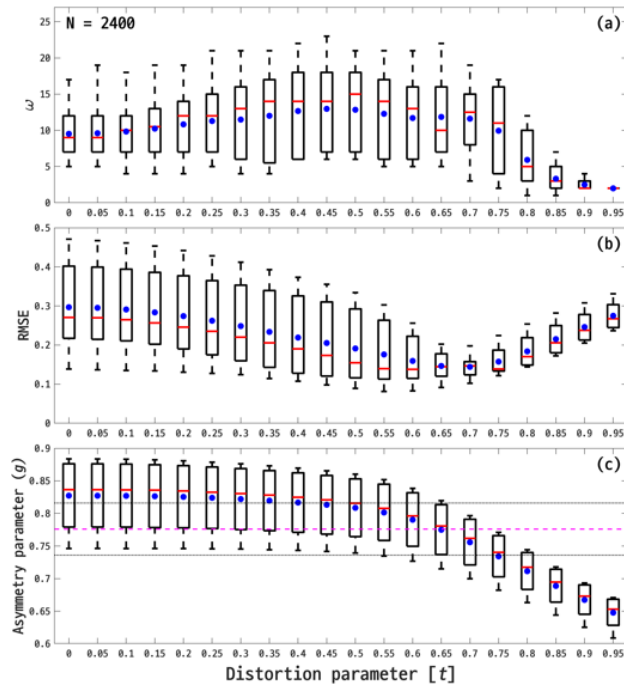 N = 2400
(a)
25
20
15
10
5
0
ω
0 0.05 0.1 0.15 0.2 0.25 0.3 0.35 0.4 0.45 0.5 0.55 0.6 0.65 0.7 0.75 0.8 0.85 0.9 0.95
(b)
0.5
0.4
0.3
0.2
0.1
0
RMSE
0 0.05 0.1 0.15 0.2 0.25 0.3 0.35 0.4 0.45 0.5 0.55 0.6 0.65 0.7 0.75 0.8 0.85 0.9 0.95
(c)
0.9
0.85
0.8
0.75
0.7
0.65
0.6
Asymmetry parameter (g)
0 0.05 0.1 0.15 0.2 0.25 0.3 0.35 0.4 0.45 0.5 0.55 0.6 0.65 0.7 0.75 0.8 0.85 0.9 0.95
Distortion parameter [t]